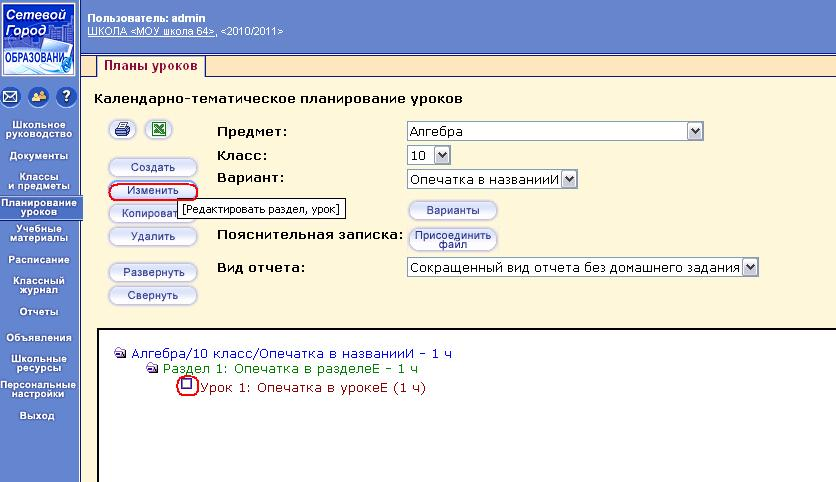 Сетевой
Город
ОБРАЗОВАНИ
Пользователь: admin
ШКОЛА <МОУ школа 64>, <2010/2011>
Планы уроков
Календарно-тематическое планирование уроков
?
Школьное
руководство
Документы
Классы
и предметы
Планирование
уроков
Учебные
материалы
Расписание
Классный
журнал
Отчеты
Объявления
Школьные
ресурсы
Персональные
настройки
Выход
Создать
Изменить
[Редактировать раздел, урок]
Копироват
Удалить
Развернуть
Свернуть
Предмет: Алгебра
Класс: 10
Вариант: Опечатка в названииИ
Варианты
Пояснительная записка: Присоединить
файл
Вид отчета: Сокращенный вид отчета без домашнего задания
Алгебра/10 класс/Опечатка в названииИ - 1 ч
Раздел 1: Опечатка в разделеЕ - 1 ч
Урок 1: Опечатка в урокеЕ (1 ч)